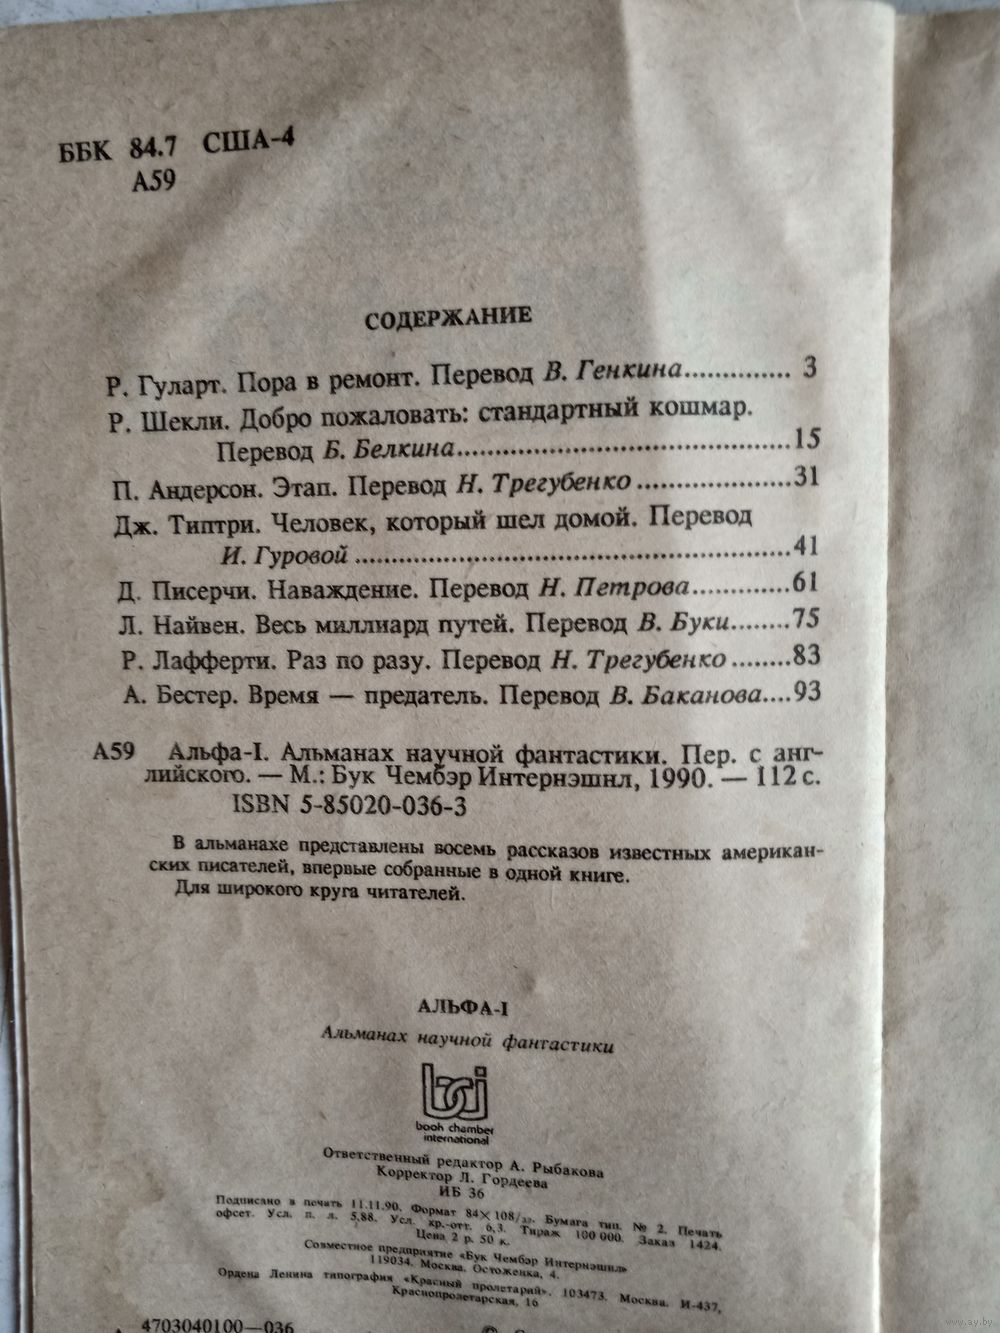 ББК 84.7 США-4
А59
СОДЕРЖАНИЕ
Р. Гуларт. Пора в ремонт. Перевод В. Генкина.............. 3
Р. Шекли. Добро пожаловать: стандартный кошмар.
Перевод Б. Белкина............................................15
П. Андерсон. Этап. Перевод Н. Трегубенко ....................31
Дж. Типтри. Человек, который шел домой. Перевод
И. Гуровой .........................................................41
Д. Писерчи. Наваждение. Перевод Н. Петрова.............61
Л. Найвен. Весь миллиард путей. Перевод В. Буки........75
Р. Лафферти. Раз по разу. Перевод Н. Трегубенко ........83
А. Бестер. Время — предатель. Перевод В. Баканова....93
А59 Альфа-I. Альманах научной фантастики. Пер. с анг-
лийского. — М.: Бук Чембэр Интернэшнл, 1990. — 112 с.
ISBN 5-85020-036-3
В альманахе представлены восемь рассказов известных американ-
ских писателей, впервые собранные в одной книге.
Для широкого круга читателей.
АЛЬФА-I
Альманах научной фантастики
bci
book chamber
international
Ответственный редактор А. Рыбакова
Корректор Л. Гордеева
ИБ 36
Подписано в печать 11.11.90. Формат 84×108/32. Бумага тип. № 2. Печать
офсет. Усл. п. л. 5,88. Усл. кр.-отт. 6,3. Тираж 100 000. Заказ 1424.
Цена 2 р. 50 к.
Совместное предприятие «Бук Чембэр Интернэшнл»
119034. Москва. Остоженка, 4.
Ордена Ленина типография «Красный пролетарий». 103473. Москва. И-437,
Краснопролетарская, 16
4703040100—036
©
www.ay.by